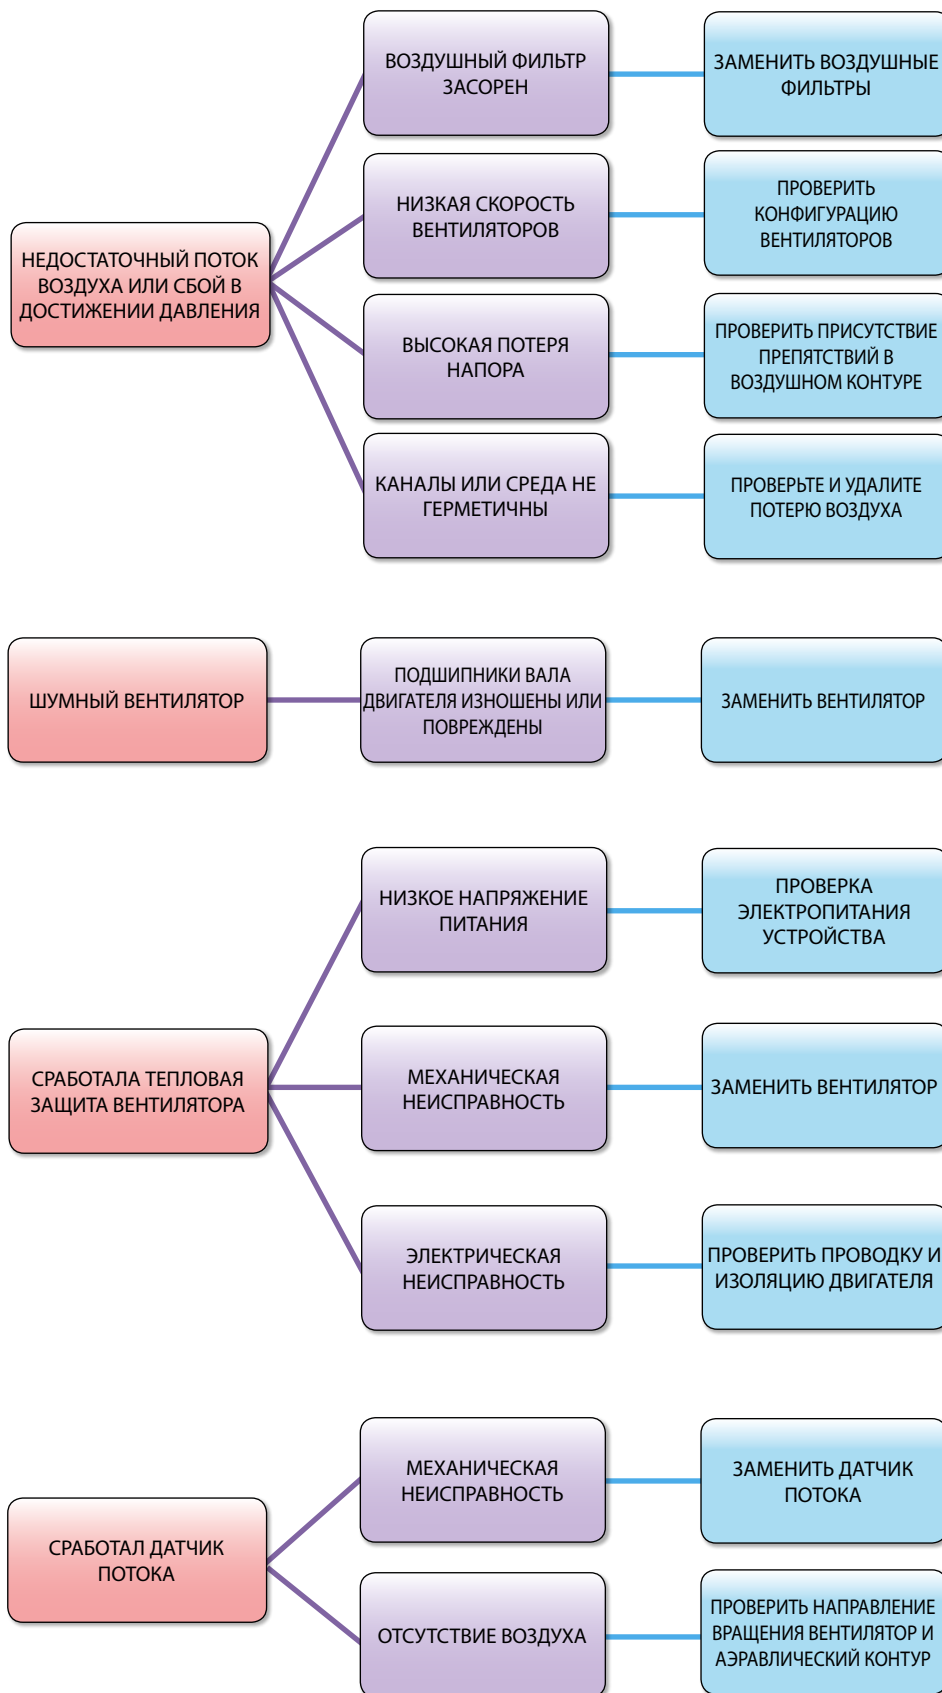 ВОЗДУШНЫЙ ФИЛЬТР
ЗАСОРЕН
ЗАМЕНИТЬ ВОЗДУШНЫЕ
ФИЛЬТРЫ
НИЗКАЯ СКОРОСТЬ
ВЕНТИЛЯТОРОВ
ПРОВЕРИТЬ
КОНФИГУРАЦИЮ
ВЕНТИЛЯТОРОВ
НЕДОСТАТОЧНЫЙ ПОТОК
ВОЗДУХА ИЛИ СБОЙ В
ДОСТИЖЕНИИ ДАВЛЕНИЯ
ВЫСОКАЯ ПОТЕРЯ
НАПОРА
ПРОВЕРИТЬ ПРИСУТСТВИЕ
ПРЕПЯТСТВИЙ В
ВОЗДУШНОМ КОНТУРЕ
КАНАЛЫ ИЛИ СРЕДА НЕ
ГЕРМЕТИЧНЫ
ПРОВЕРЬТЕ И УДАЛИТЕ
ПОТЕРЮ ВОЗДУХА
ШУМНЫЙ ВЕНТИЛЯТОР
ПОДШИПНИКИ ВАЛА
ДВИГАТЕЛЯ ИЗНОШЕНЫ ИЛИ
ПОВРЕЖДЕНЫ
ЗАМЕНИТЬ ВЕНТИЛЯТОР
НИЗКОЕ НАПРЯЖЕНИЕ
ПИТАНИЯ
ПРОВЕРКА
ЭЛЕКТРОПИТАНИЯ
УСТРОЙСТВА
СРАБОТАЛА ТЕПЛОВАЯ
ЗАЩИТА ВЕНТИЛЯТОРА
МЕХАНИЧЕСКАЯ
НЕИСПРАВНОСТЬ
ЗАМЕНИТЬ ВЕНТИЛЯТОР
ЭЛЕКТРИЧЕСКАЯ
НЕИСПРАВНОСТЬ
ПРОВЕРИТЬ ПРОВОДКУ И
ИЗОЛЯЦИЮ ДВИГАТЕЛЯ
МЕХАНИЧЕСКАЯ
НЕИСПРАВНОСТЬ
ЗАМЕНИТЬ ДАТЧИК
ПОТОКА
СРАБОТАЛ ДАТЧИК
ПОТОКА
ОТСУТСТВИЕ ВОЗДУХА
ПРОВЕРИТЬ НАПРАВЛЕНИЕ
ВРАЩЕНИЯ ВЕНТИЛЯТОР И
АЭРАВЛИЧЕСКИЙ КОНТУР